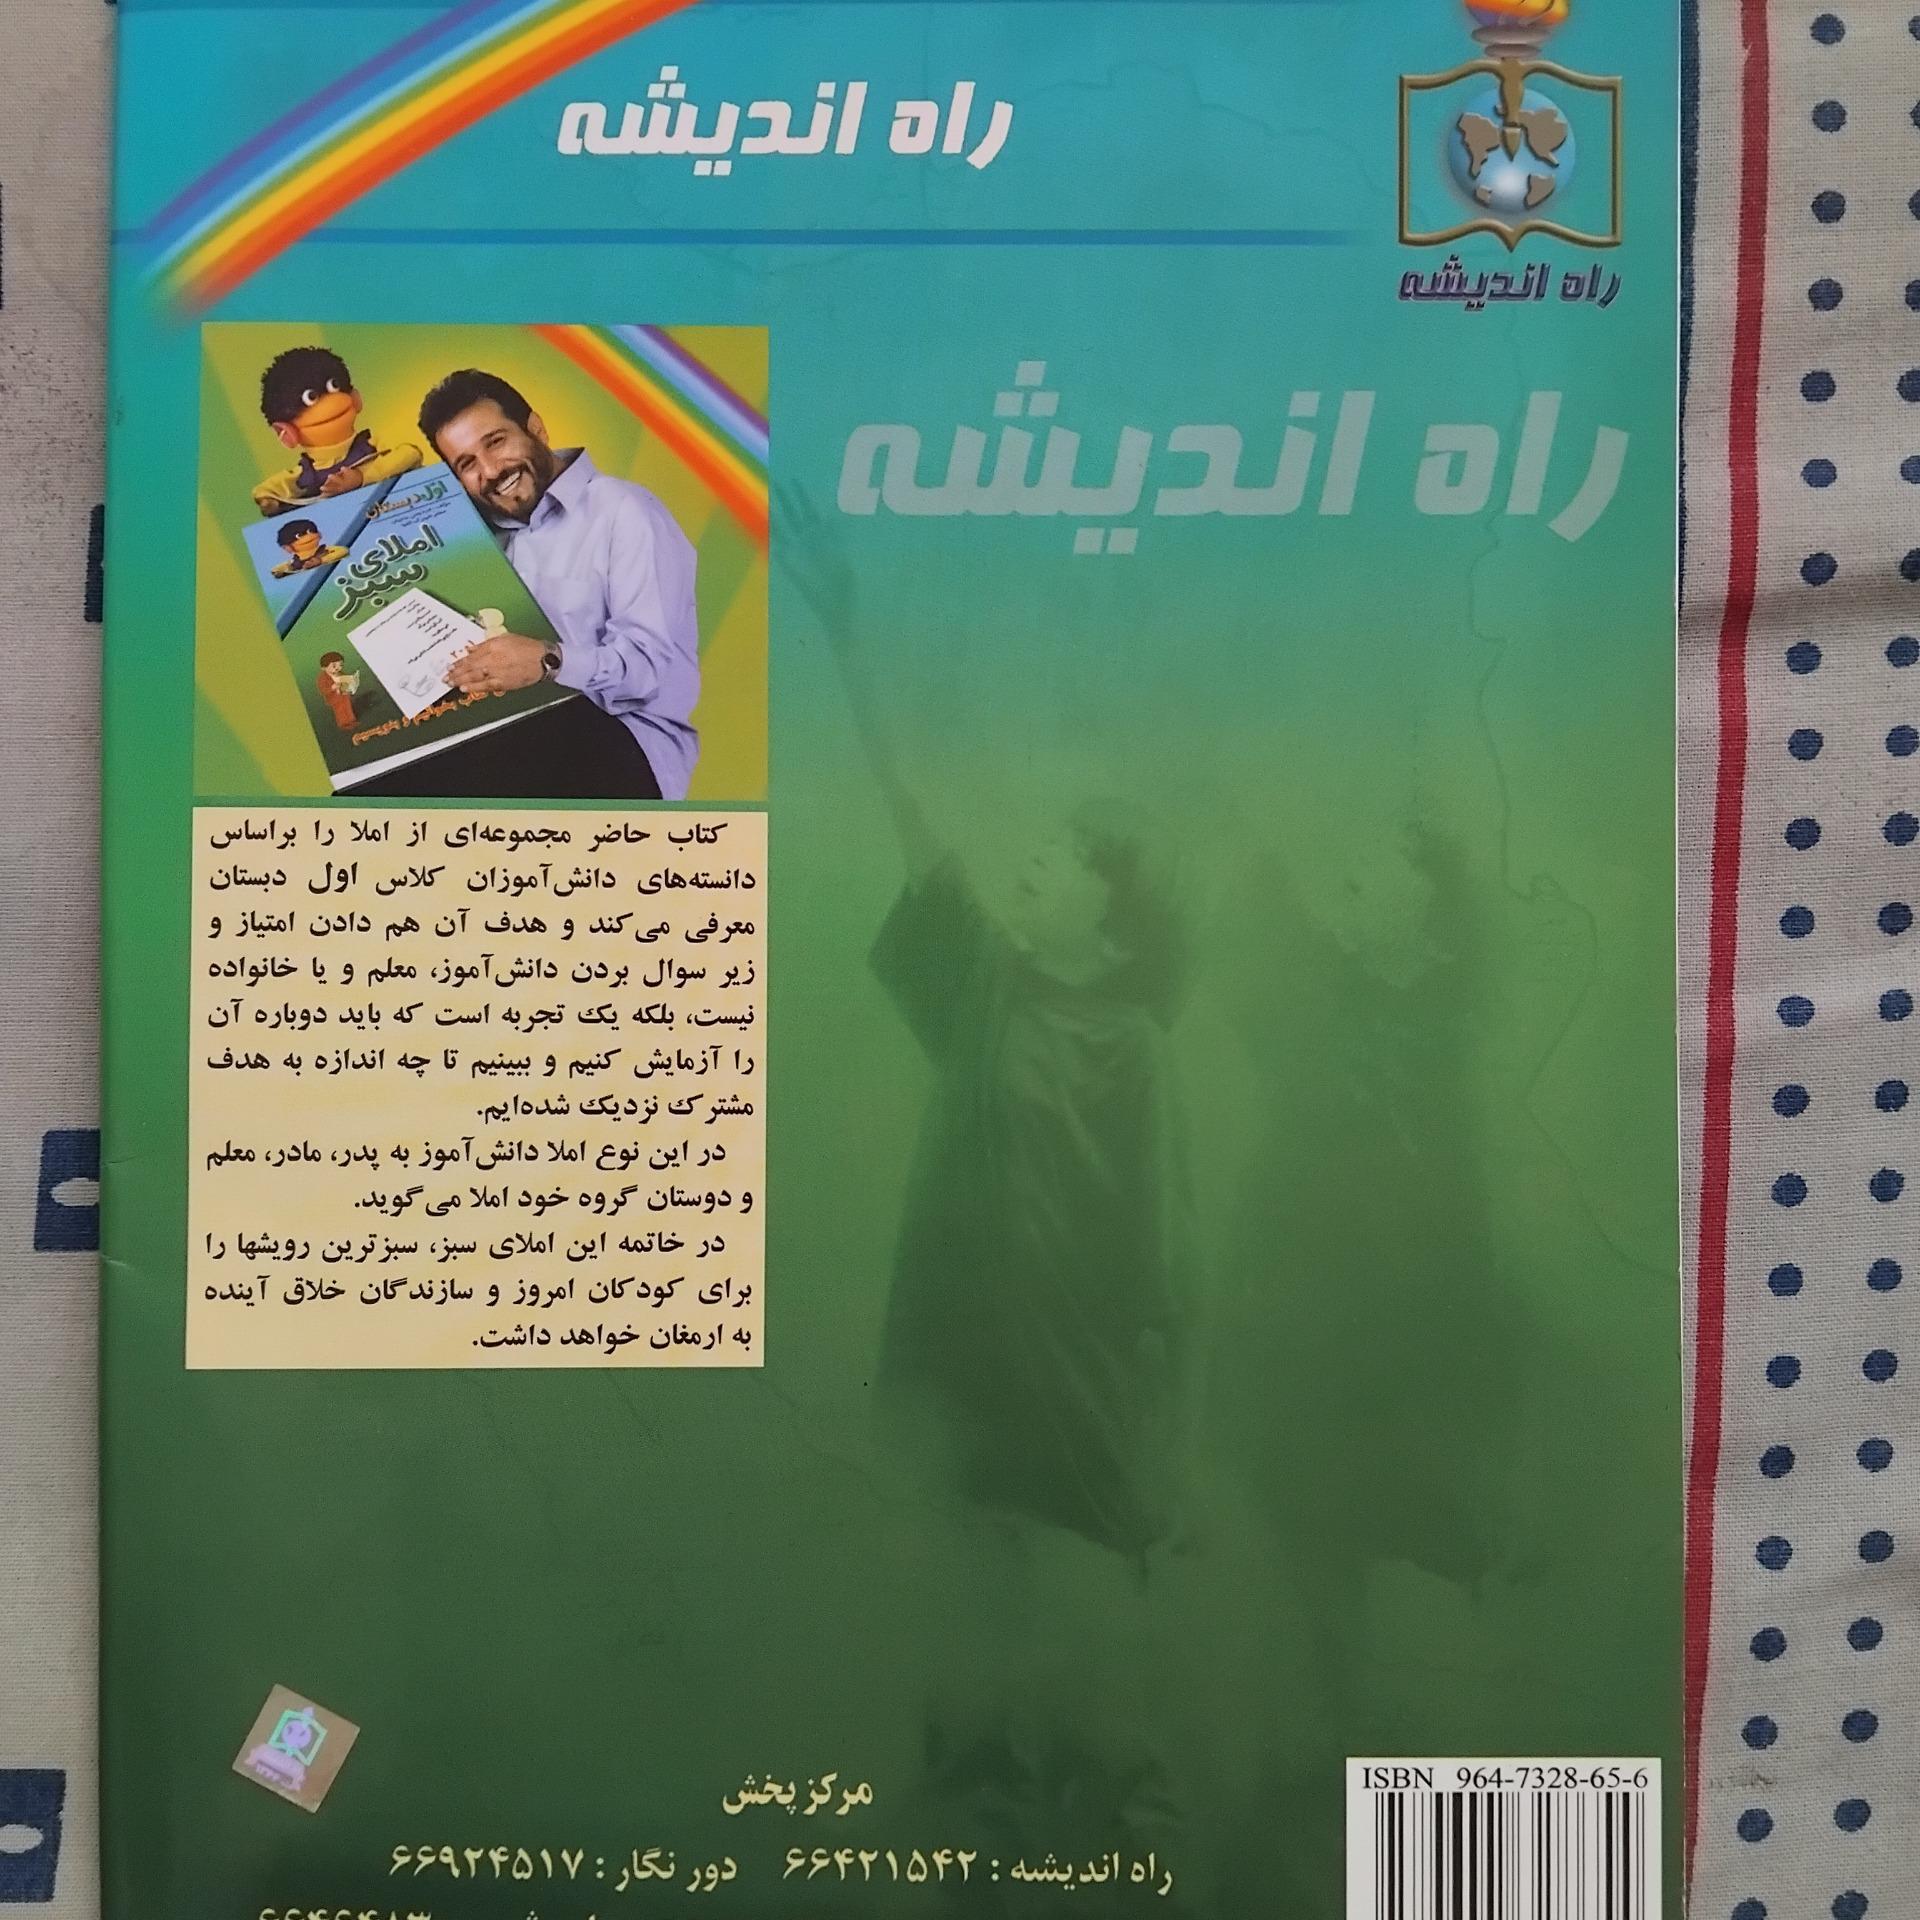 راه اندیشه
راه اندیشه
راه اندیشه
اول دبستان
املای
سبز
کتاب بخوانیم و بنویسیم
کتاب حاضر مجموعه‌ای از املا را براساس
دانسته‌های دانش‌آموزان کلاس اول دبستان
معرفی می‌کند و هدف آن هم دادن امتیاز و
زیر سوال بردن دانش‌آموز، معلم و یا خانواده
نیست، بلکه یک تجربه است که باید دوباره آن
را آزمایش کنیم و ببینیم تا چه اندازه به هدف
مشترک نزدیک شده‌ایم.
در این نوع املا دانش‌آموز به پدر، مادر، معلم
و دوستان گروه خود املا می‌گوید.
در خاتمه این املای سبز، سبزترین رویشها را
برای کودکان امروز و سازندگان خلاق آینده
به ارمغان خواهد داشت.
مرکز پخش
راه اندیشه : ۶۶۴۲۱۵۴۲ دور نگار : ۶۶۹۲۴۵۱۷
ISBN 964-7328-65-6